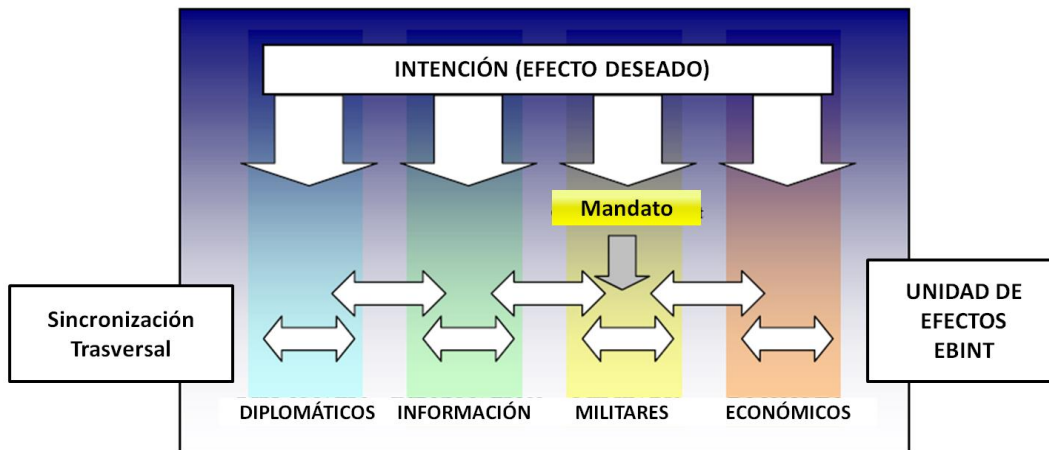 INTENCIÓN (EFECTO DESEADO)
Mandato
Sincronización
Trasversal
UNIDAD DE
EFECTOS
EBINT
DIPLOMÁTICOS INFORMACIÓN MILITARES ECONÓMICOS